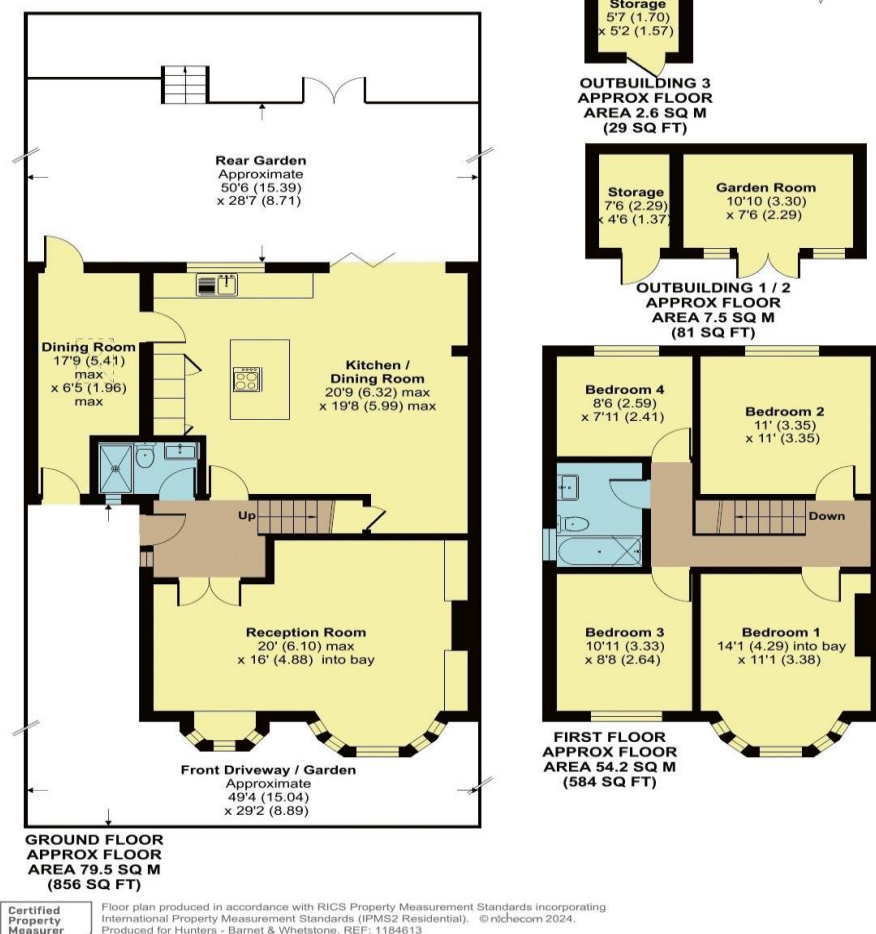 Storage
5'7 (1.70)
x 5'2 (1.57)
OUTBUILDING 3
APPROX FLOOR
AREA 2.6 SQ M
(29 SQ FT)
Rear Garden
Approximate
50'6 (15.39)
x 28'7 (8.71)
Storage
7'6 (2.29)
x 4'6 (1.37)
Garden Room
10'10 (3.30)
x 7'6 (2.29)
OUTBUILDING 1 / 2
APPROX FLOOR
AREA 7.5 SQ M
(81 SQ FT)
Dining Room
17'9 (5.41)
max
x 6'5 (1.96)
max
Kitchen /
Dining Room
20'9 (6.32) max
x 19'8 (5.99) max
Bedroom 4
8'6 (2.59)
x 7'11 (2.41)
Bedroom 2
11' (3.35)
x 11' (3.35)
Up
Down
Reception Room
20' (6.10) max
x 16' (4.88) into bay
Bedroom 3
10'11 (3.33)
x 8'8 (2.64)
Bedroom 1
14'1 (4.29) into bay
x 11'1 (3.38)
FIRST FLOOR
APPROX FLOOR
AREA 54.2 SQ M
(584 SQ FT)
Front Driveway / Garden
Approximate
49'4 (15.04)
x 29'2 (8.89)
GROUND FLOOR
APPROX FLOOR
AREA 79.5 SQ M
(856 SQ FT)
Certified
Property
Measurer
Floor plan produced in accordance with RICS Property Measurement Standards incorporating
International Property Measurement Standards (IPMS2 Residential). © nichecom 2024.
Produced for Hunters - Barnet & Whetstone. REF: 1184613